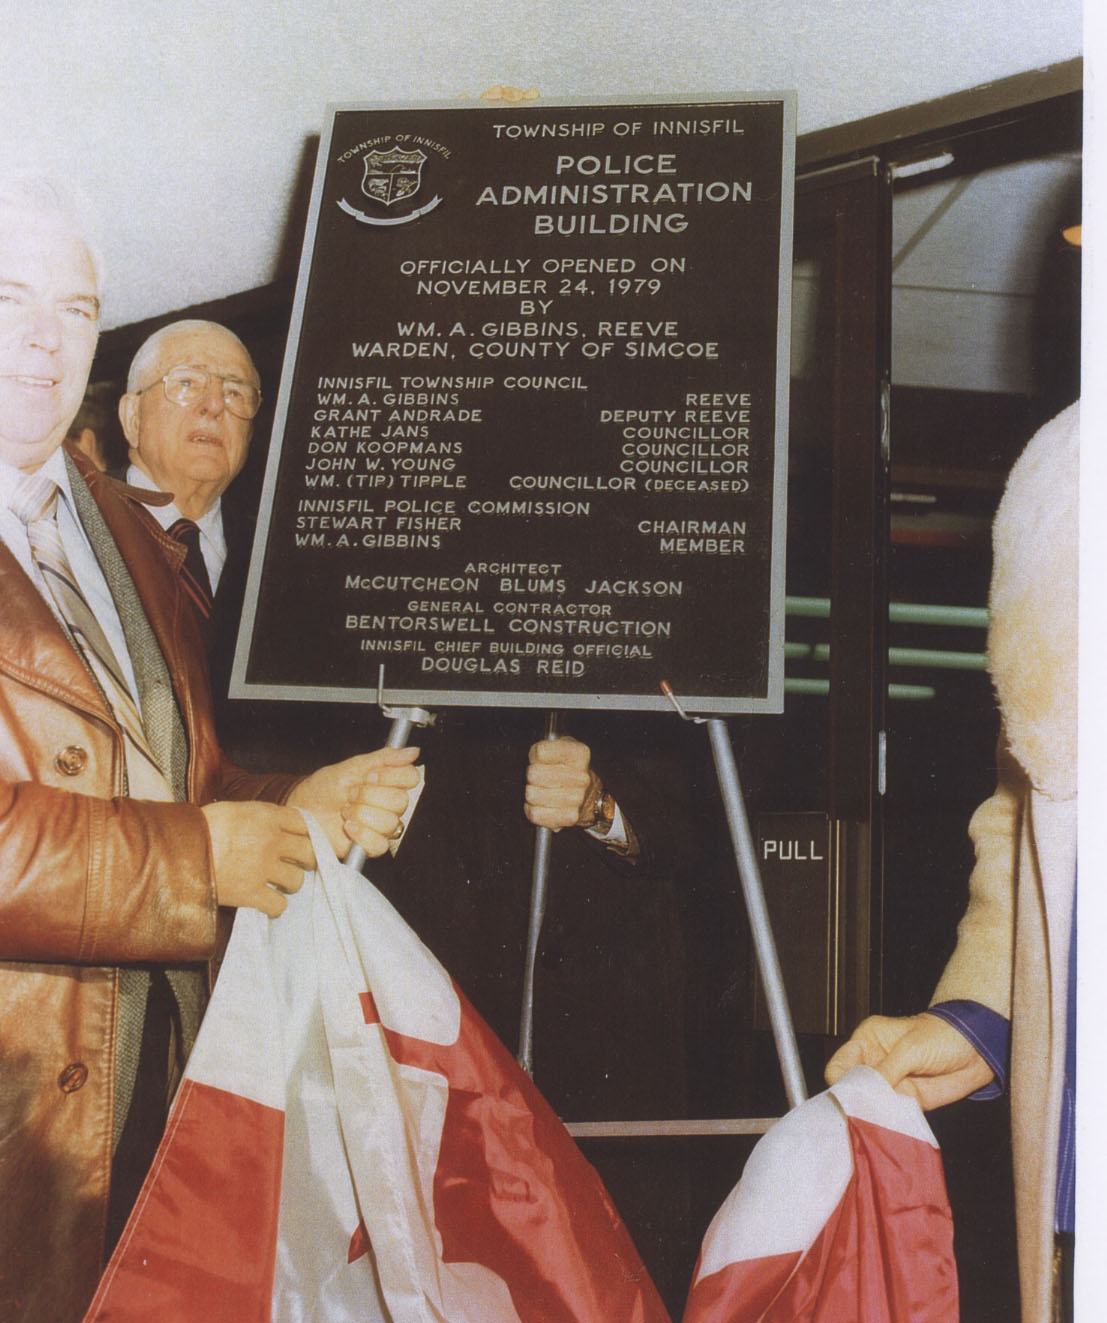 TOWNSHIP OF INNISFIL
TOWNSHIP OF INNISFIL
POLICE
ADMINISTRATION
BUILDING
OFFICIALLY OPENED ON
NOVEMBER 24, 1979
BY
WM. A. GIBBINS, REEVE
WARDEN, COUNTY OF SIMCOE
INNISFIL TOWNSHIP COUNCIL
WM. A. GIBBINS REEVE
GRANT ANDRADE DEPUTY REEVE
KATHE JANS COUNCILLOR
DON KOOPMANS COUNCILLOR
JOHN W. YOUNG COUNCILLOR
WM. (TIP) TIPPLE COUNCILLOR (DECEASED)
INNISFIL POLICE COMMISSION
STEWART FISHER CHAIRMAN
WM. A. GIBBINS MEMBER
ARCHITECT
McCUTCHEON BLUMS JACKSON
GENERAL CONTRACTOR
BENTORSWELL CONSTRUCTION
INNISFIL CHIEF BUILDING OFFICIAL
DOUGLAS REID
PULL